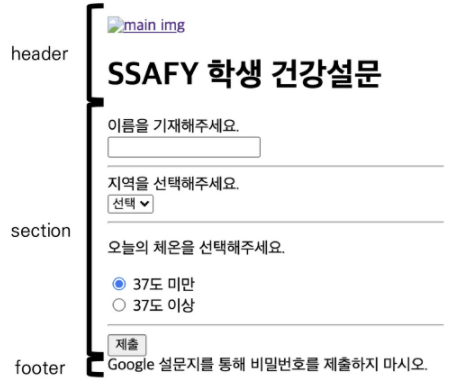 main img
header
SSAFY 학생 건강설문
이름을 기재해주세요.
지역을 선택해주세요.
선택
section
오늘의 체온을 선택해주세요.
37도 미만
37도 이상
제출
footer
Google 설문지를 통해 비밀번호를 제출하지 마시오.